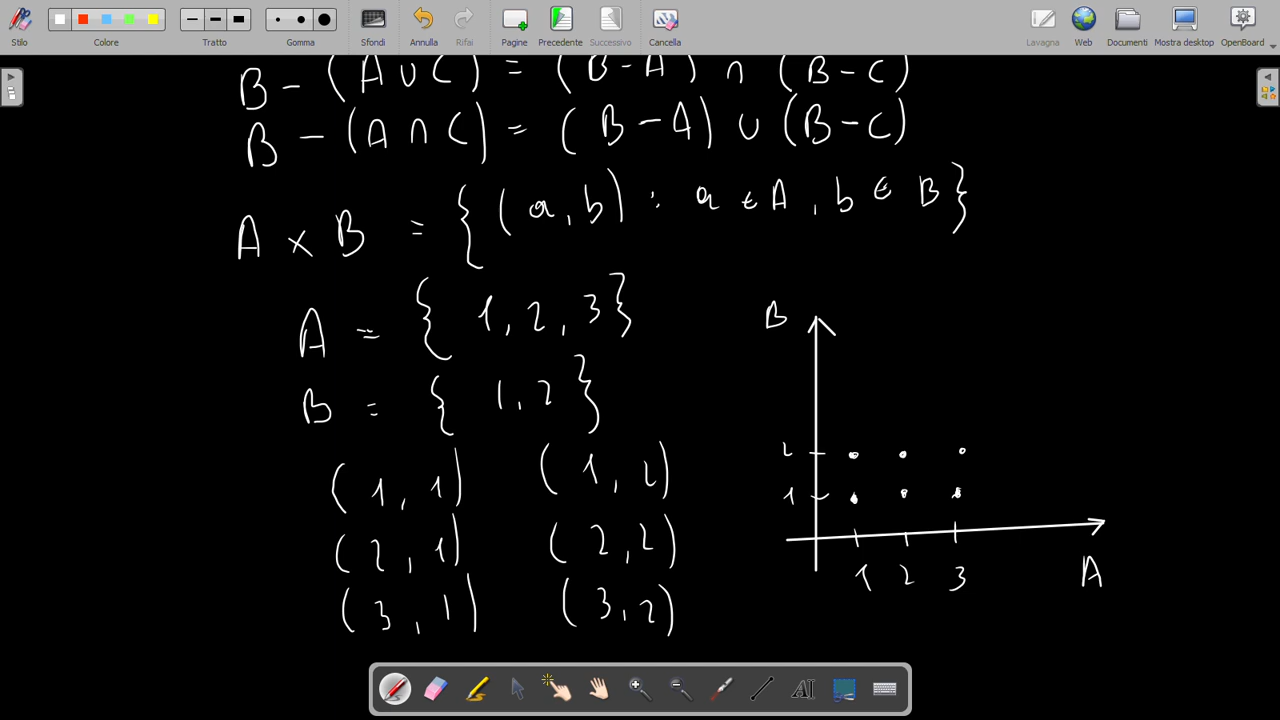 Stilo Colore Tratto Gomma Sfondi Annulla Rifai Pagine Precedente Successivo Cancella Lavagna Web Documenti Mostra desktop OpenBoard
B - (A ∪ C) = (B - A) ∩ (B - C)
B - (A ∩ C) = (B - A) ∪ (B - C)
A × B = {(a, b) : a ∈ A, b ∈ B}
A = {1, 2, 3}
B = {1, 2}
(1, 1) (1, 2)
(2, 1) (2, 2)
(3, 1) (3, 2)
B
2
1
1 2 3
A
AI